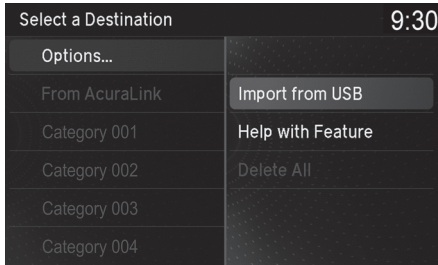 Select a Destination 9:30
Options...
From AcuraLink
Import from USB
Category 001
Help with Feature
Category 002
Delete All
Category 003
Category 004